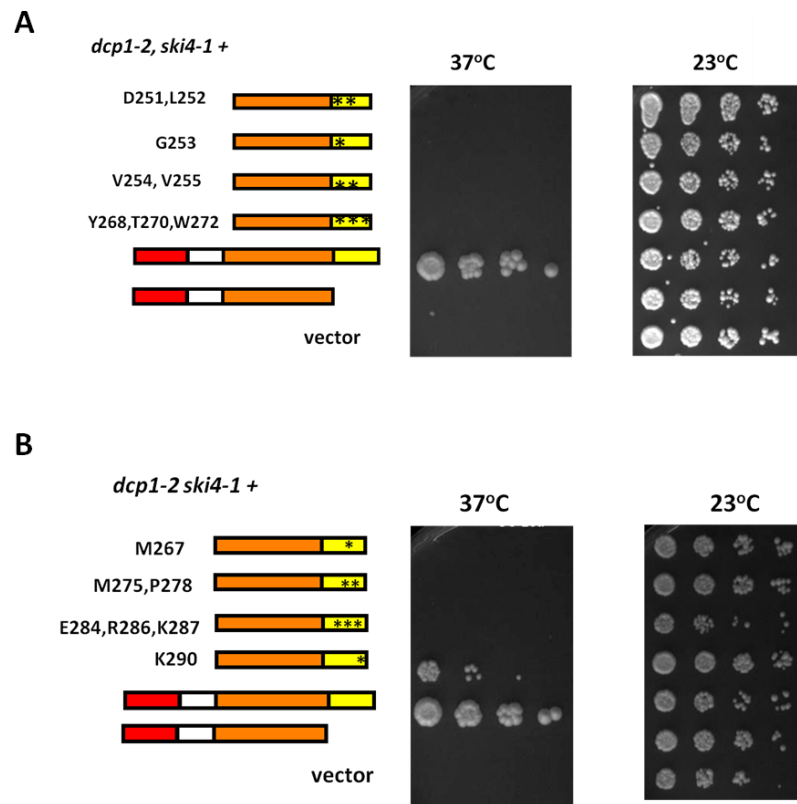 A
dcp1-2, ski4-1 +
37°C
23°C
D251,L252
**
G253
*
V254, V255
**
Y268,T270,W272
***
vector
B
dcp1-2 ski4-1 +
37°C
23°C
M267
*
M275,P278
**
E284,R286,K287
***
K290
*
vector